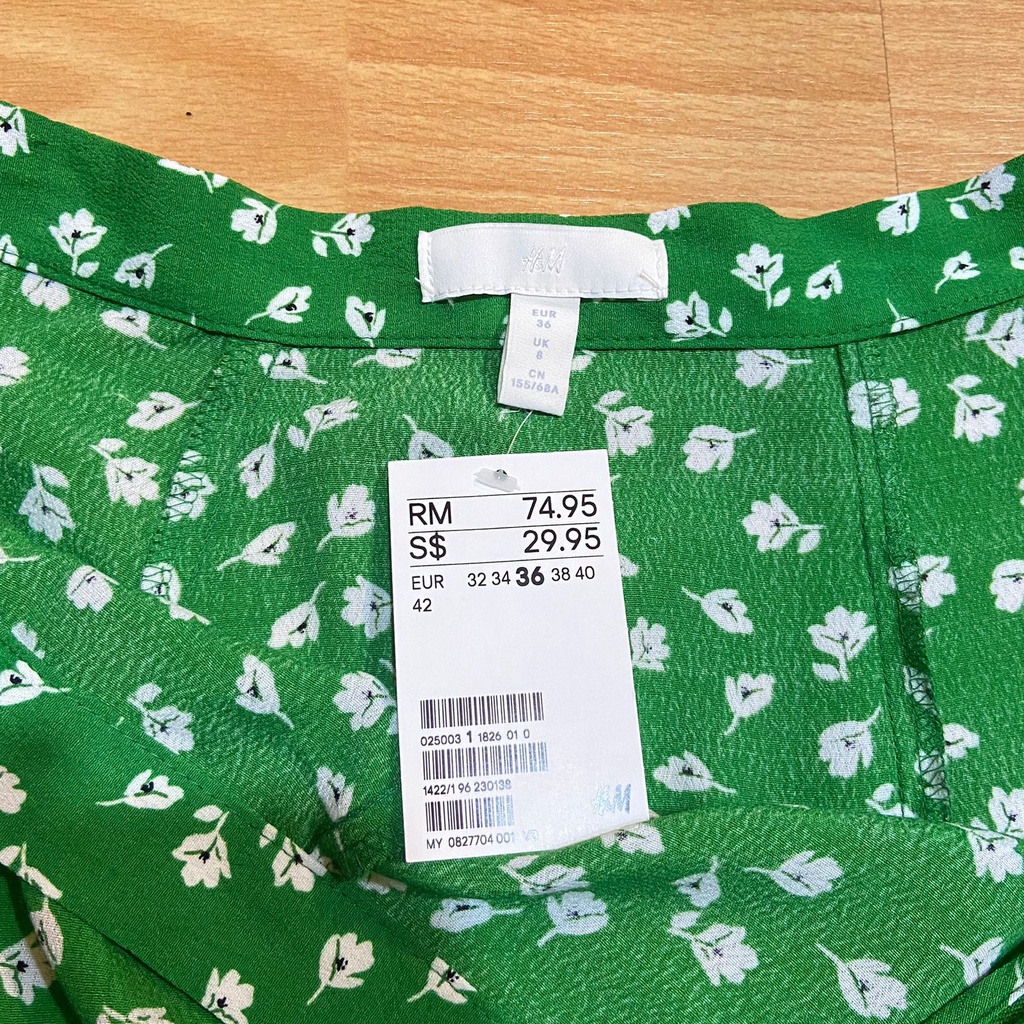 H&M
EUR
36
UK
8
CN
155/68A
RM 74.95
S$ 29.95
EUR 32 34 36 38 40
42
025003 1 1826 01 0
1422/1 96 230138
H&M
MY 0827704 001